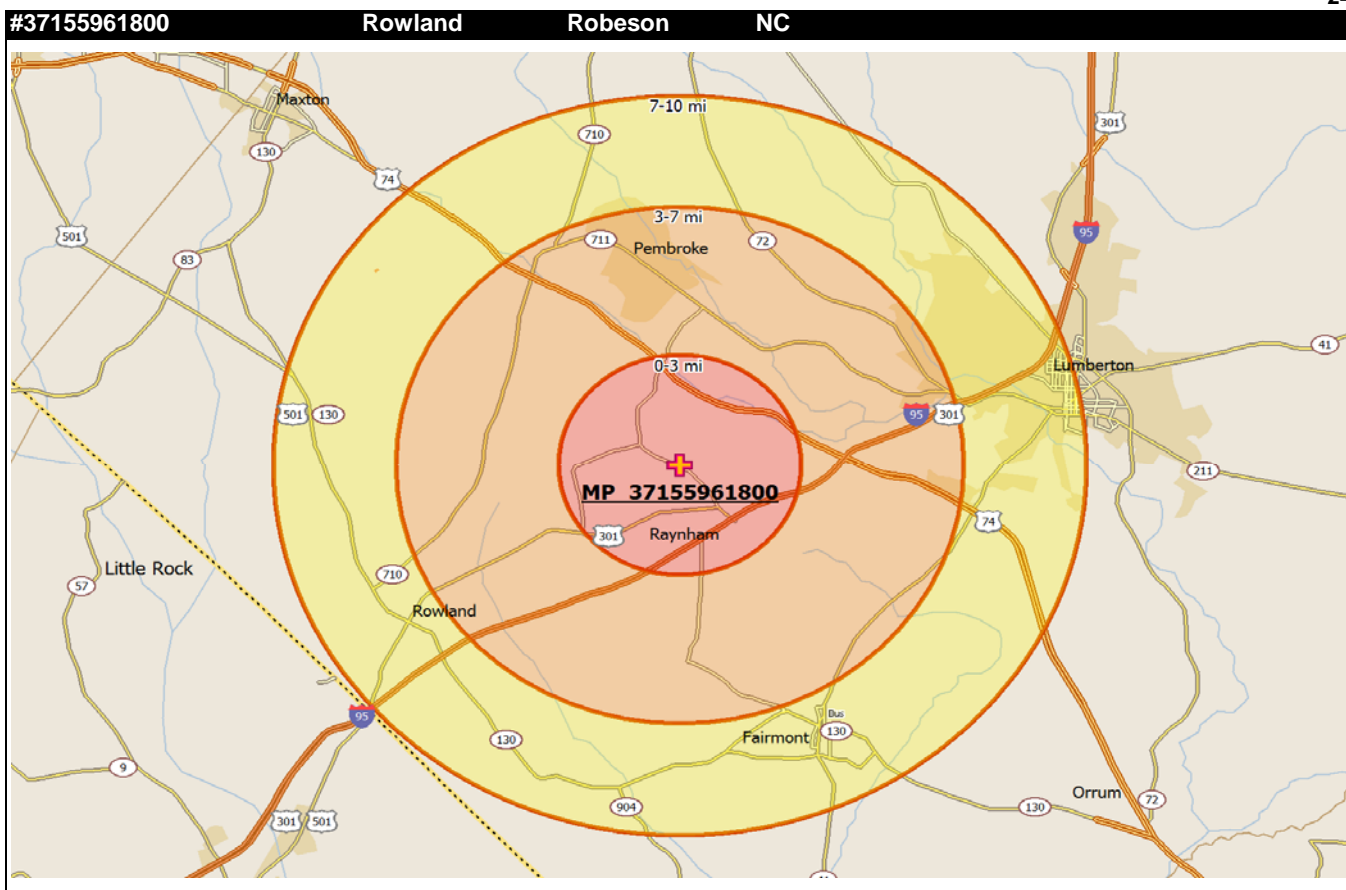 #37155961800 Rowland Robeson NC
7-10 mi
Maxton
301
710
130
74
3-7 mi
501
711
72
95
Pembroke
83
41
0-3 mi
Lumberton
501 130
95 301
211
MP 37155961800
74
301
Raynham
Little Rock
57
710
Rowland
95
Bus
130
130
Fairmont
9
Orrum
904
130
72
301 501